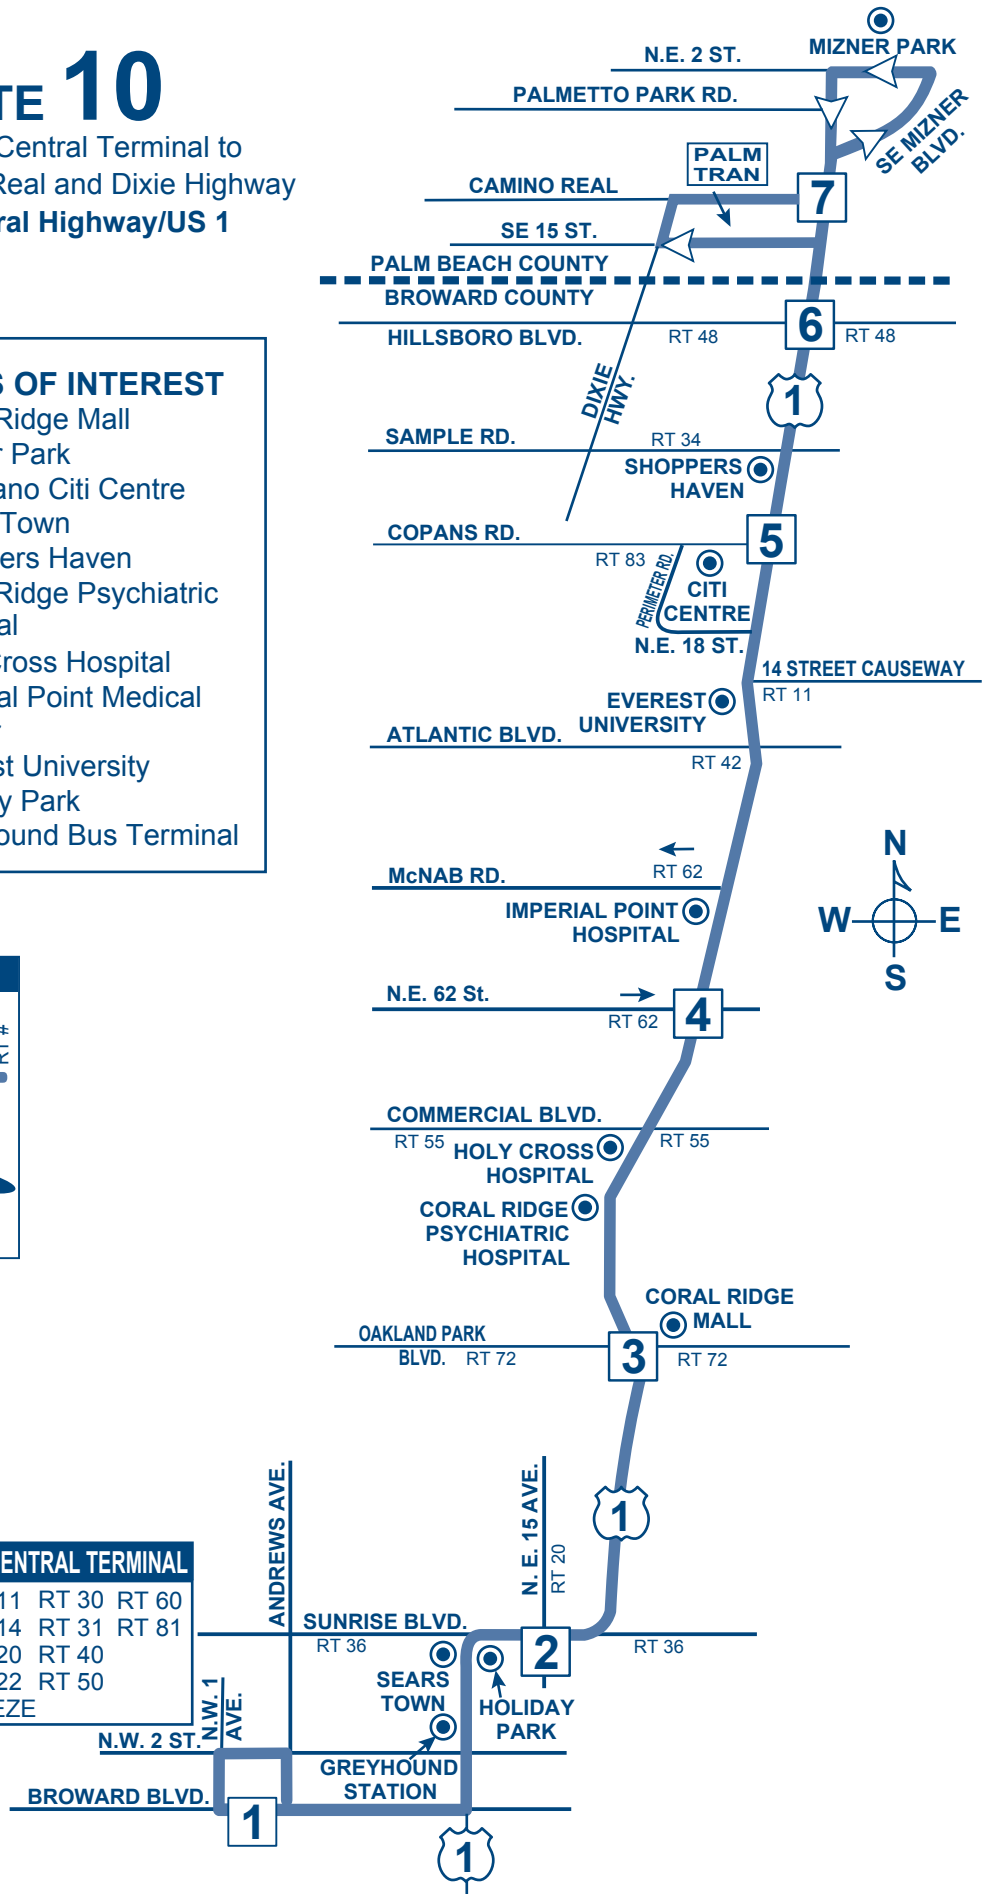 TE 10
Central Terminal to
Real and Dixie Highway
ral Highway/US 1
S OF INTEREST
Ridge Mall
r Park
ano Citi Centre
Town
ers Haven
Ridge Psychiatric
al
Cross Hospital
al Point Medical
st University
y Park
ound Bus Terminal
RT #
ENTRAL TERMINAL
11 RT 30 RT 60
14 RT 31 RT 81
20 RT 40
22 RT 50
EZE
MIZNER PARK
N.E. 2 ST.
PALMETTO PARK RD.
SE MIZNER
BLVD.
PALM
TRAN
CAMINO REAL
7
SE 15 ST.
PALM BEACH COUNTY
BROWARD COUNTY
6
HILLSBORO BLVD.
RT 48
RT 48
DIXIE
HWY.
1
SAMPLE RD.
RT 34
SHOPPERS
HAVEN
COPANS RD.
5
RT 83
PERIMETER RD.
CITI
CENTRE
N.E. 18 ST.
14 STREET CAUSEWAY
RT 11
EVEREST
UNIVERSITY
ATLANTIC BLVD.
RT 42
RT 62
McNAB RD.
IMPERIAL POINT
HOSPITAL
N
W E
S
N.E. 62 St.
RT 62
4
COMMERCIAL BLVD.
RT 55
RT 55
HOLY CROSS
HOSPITAL
CORAL RIDGE
PSYCHIATRIC
HOSPITAL
CORAL RIDGE
MALL
OAKLAND PARK
BLVD. RT 72
3
RT 72
ANDREWS AVE.
N. E. 15 AVE.
RT 20
1
SUNRISE BLVD.
RT 36
2
RT 36
SEARS
TOWN
HOLIDAY
PARK
N.W. 1
AVE.
N.W. 2 ST.
GREYHOUND
STATION
BROWARD BLVD.
1
1